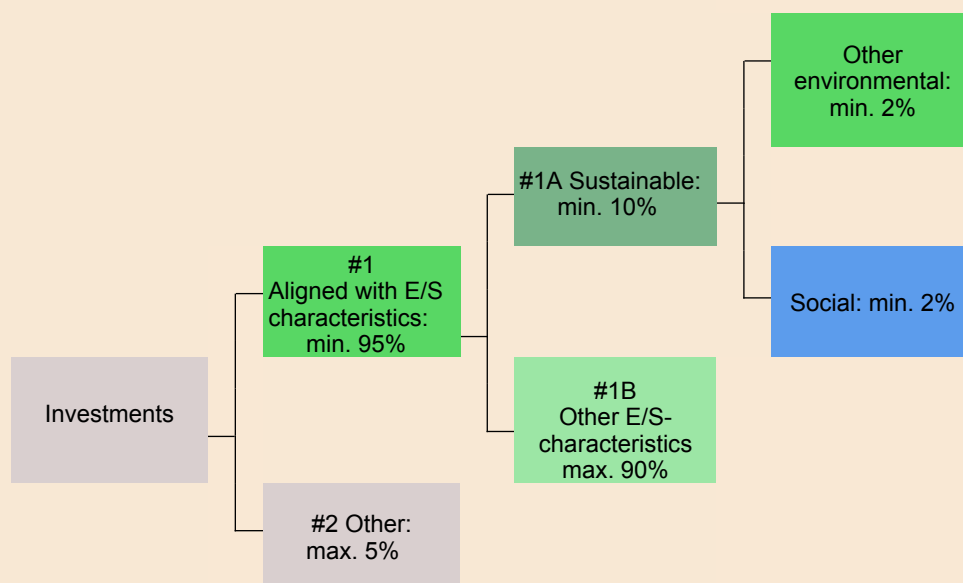 Investments
#1
Aligned with E/S
characteristics:
min. 95%
#2 Other:
max. 5%
#1A Sustainable:
min. 10%
#1B
Other E/S-
characteristics
max. 90%
Other
environmental:
min. 2%
Social: min. 2%